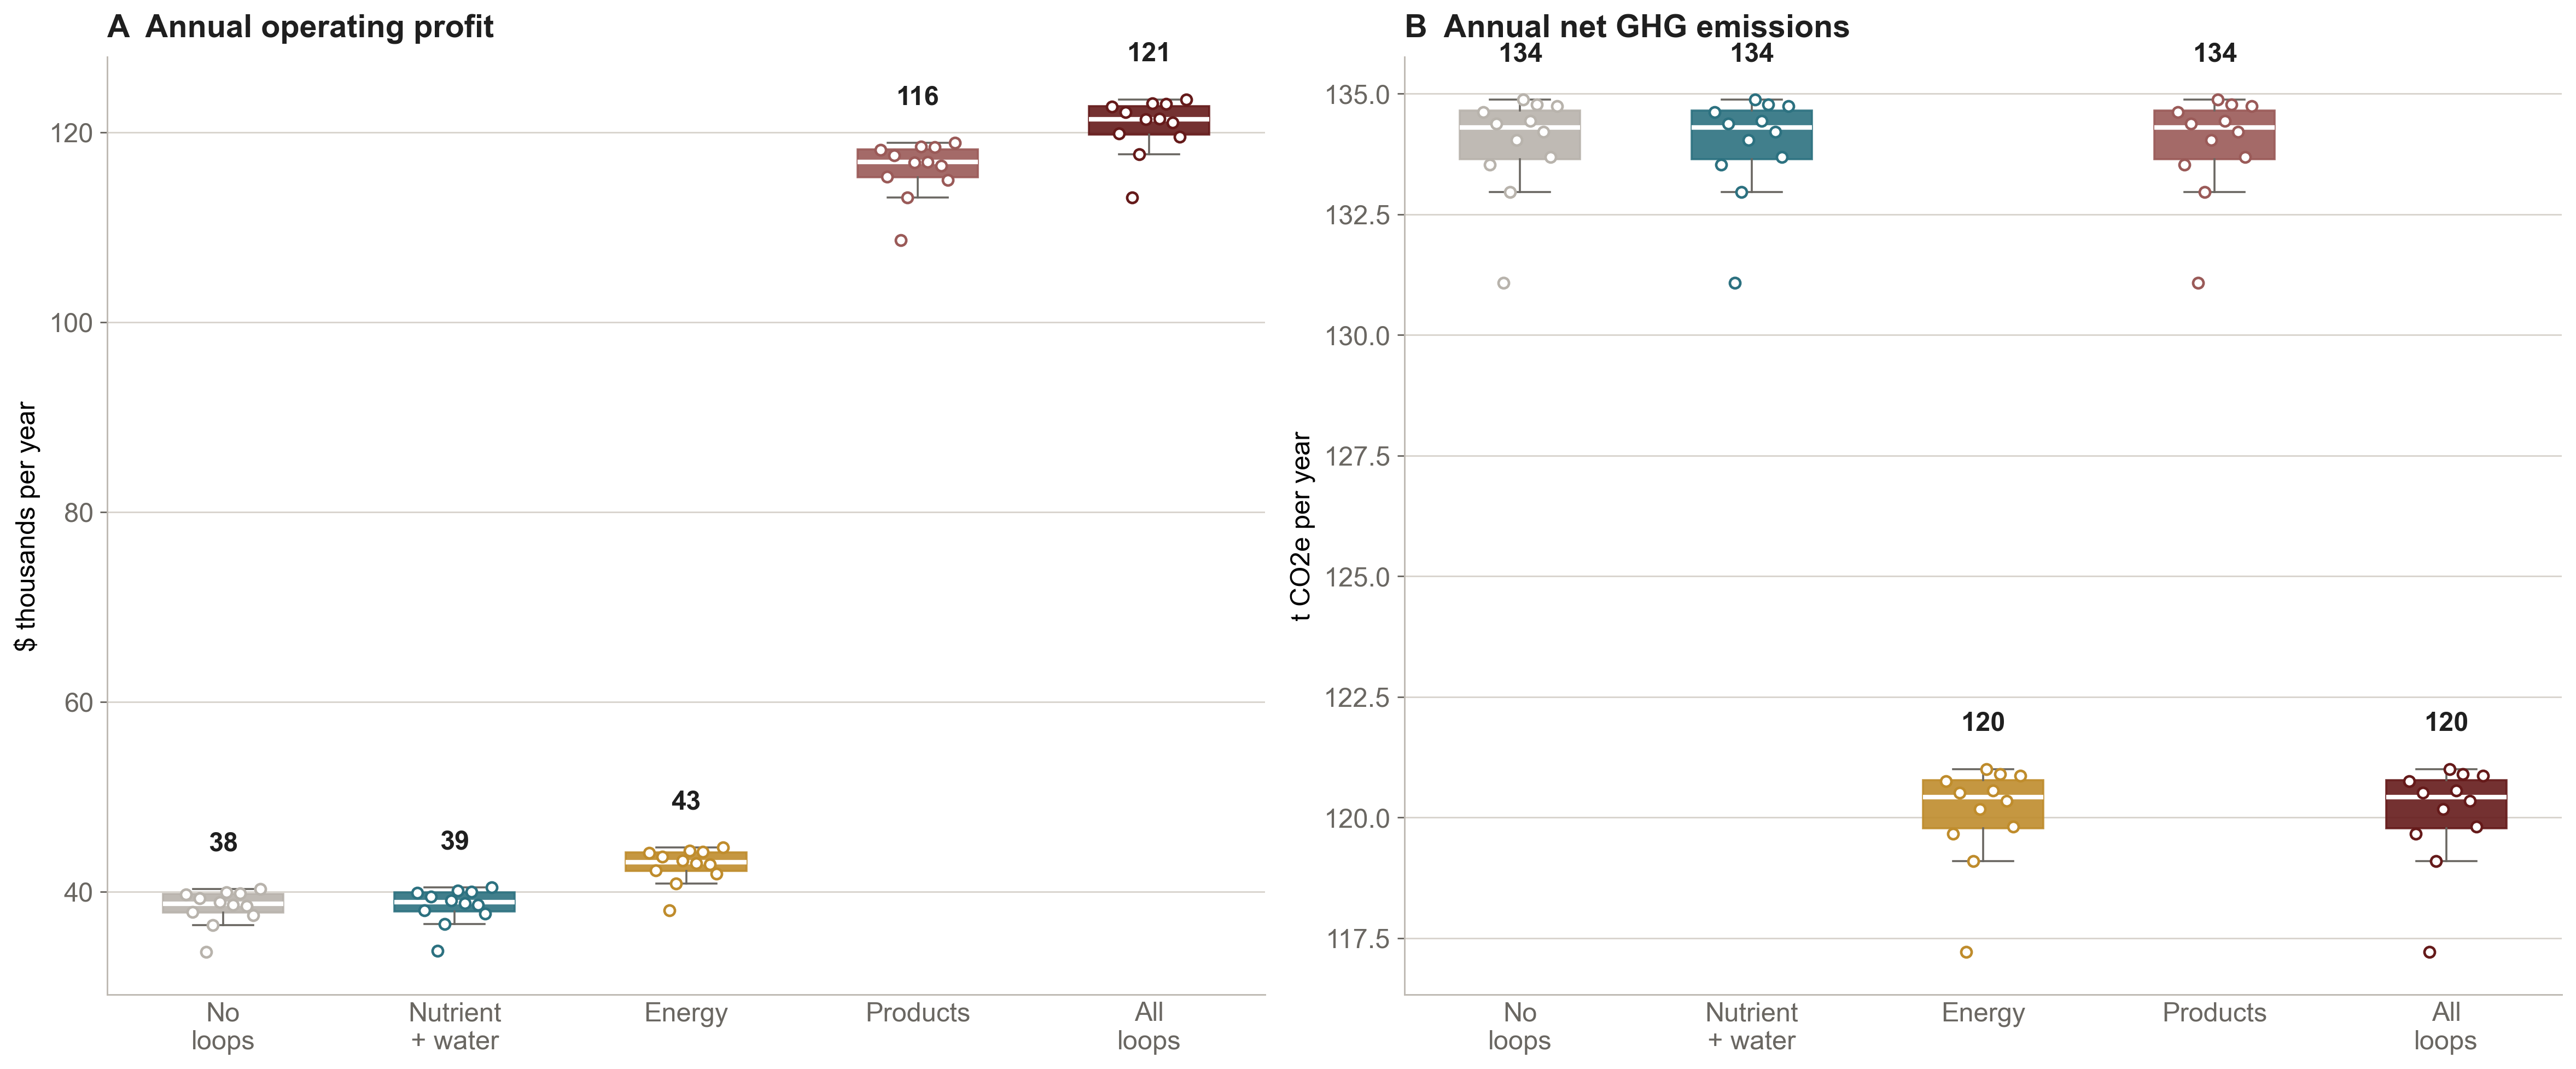 A Annual operating profit
$ thousands per year
120
100
80
60
40
38
39
43
116
121
No
loops
Nutrient
+ water
Energy
Products
All
loops
B Annual net GHG emissions
t CO2e per year
135.0
132.5
130.0
127.5
125.0
122.5
120.0
117.5
134
134
120
134
120
No
loops
Nutrient
+ water
Energy
Products
All
loops